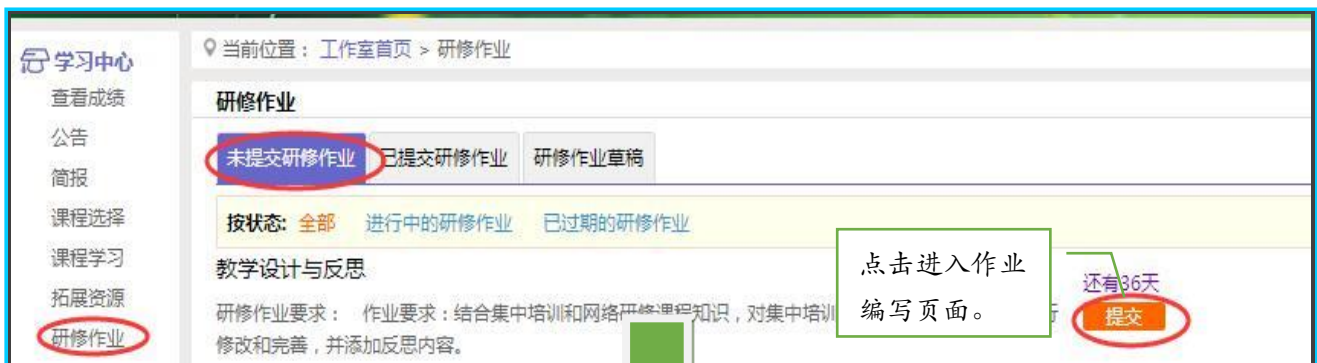 学习中心
查看成绩
公告
简报
课程选择
课程学习
拓展资源
研修作业
当前位置： 工作室首页 > 研修作业
研修作业
未提交研修作业 已提交研修作业 研修作业草稿
按状态: 全部 进行中的研修作业 已过期的研修作业
教学设计与反思
研修作业要求： 作业要求：结合集中培训和网络研修课程知识，对集中培训
修改和完善，并添加反思内容。
点击进入作业
编写页面。
还有36天
提交